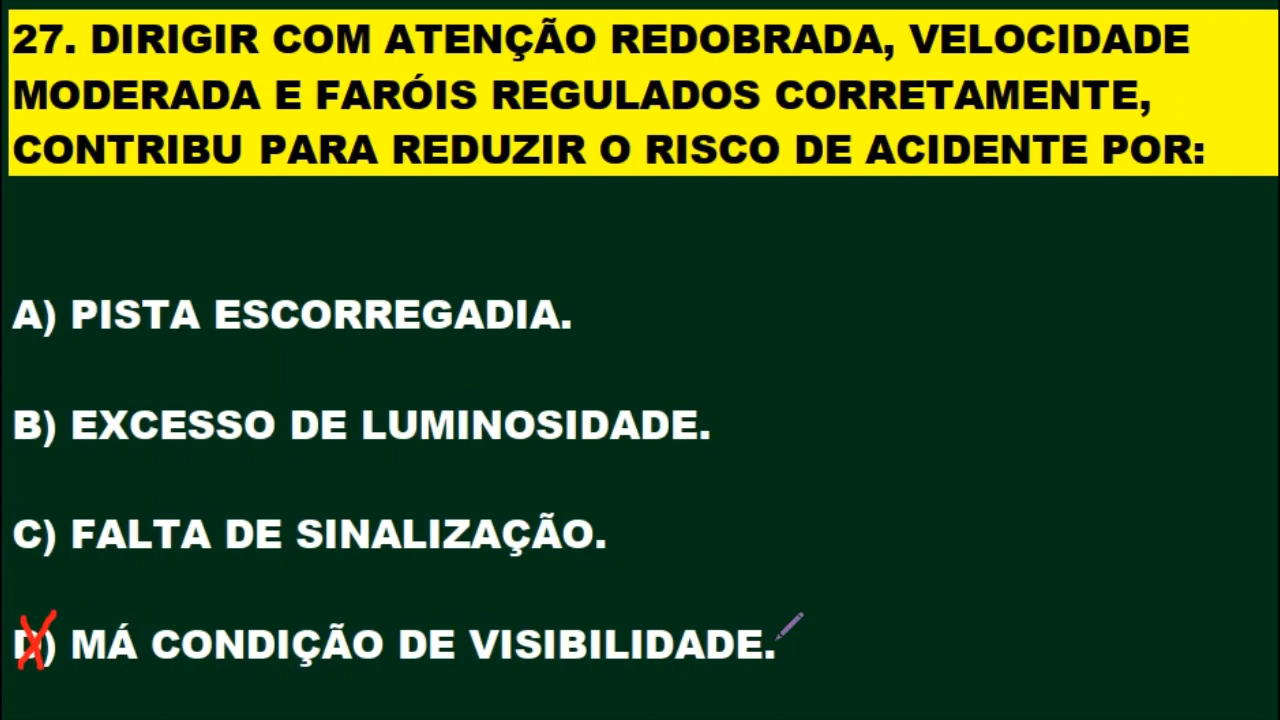 27. DIRIGIR COM ATENÇÃO REDOBRADA, VELOCIDADE
MODERADA E FARÓIS REGULADOS CORRETAMENTE,
CONTRIBU PARA REDUZIR O RISCO DE ACIDENTE POR:
A) PISTA ESCORREGADIA.
B) EXCESSO DE LUMINOSIDADE.
C) FALTA DE SINALIZAÇÃO.
D) MÁ CONDIÇÃO DE VISIBILIDADE.